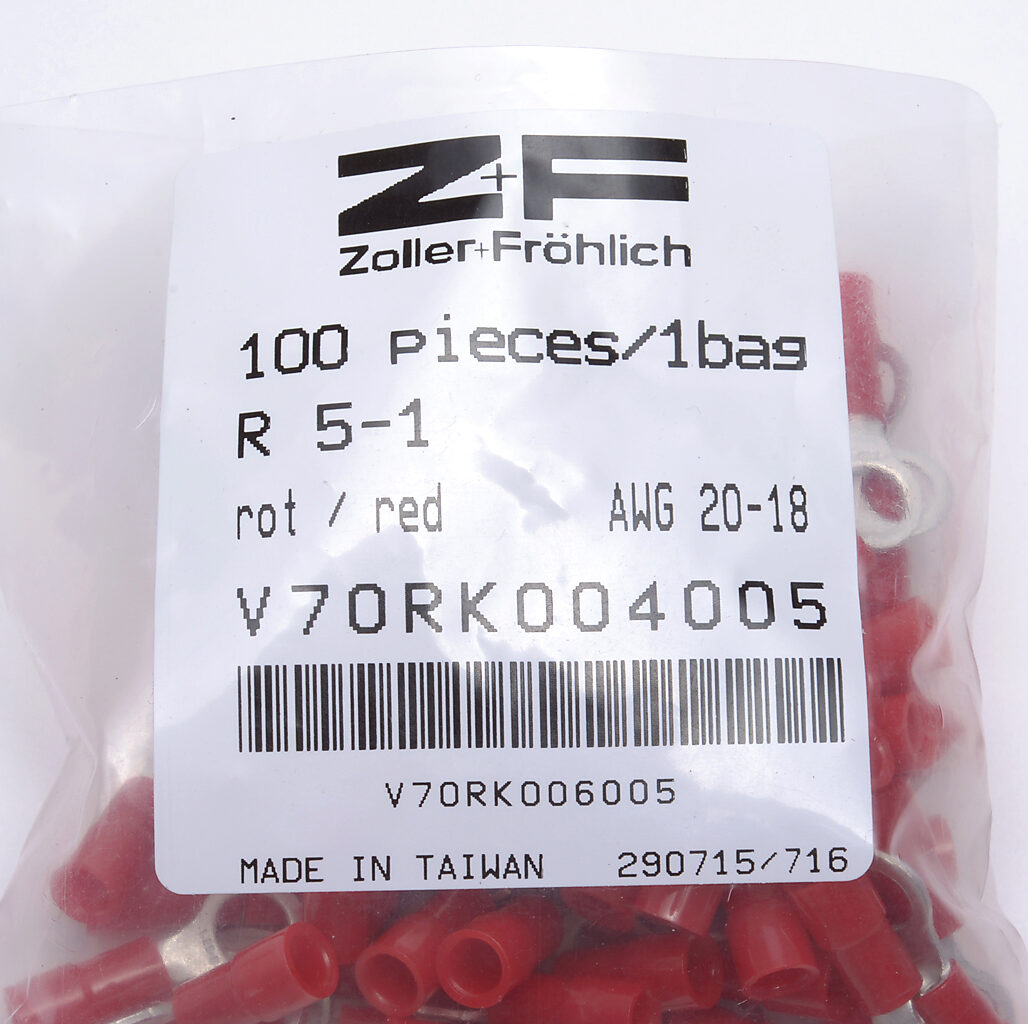 Z+F
Zoller+Fröhlich
100 pieces/1bag
R 5-1
rot / red AWG 20-18
V70RK004005
V70RK006005
MADE IN TAIWAN 290715/716